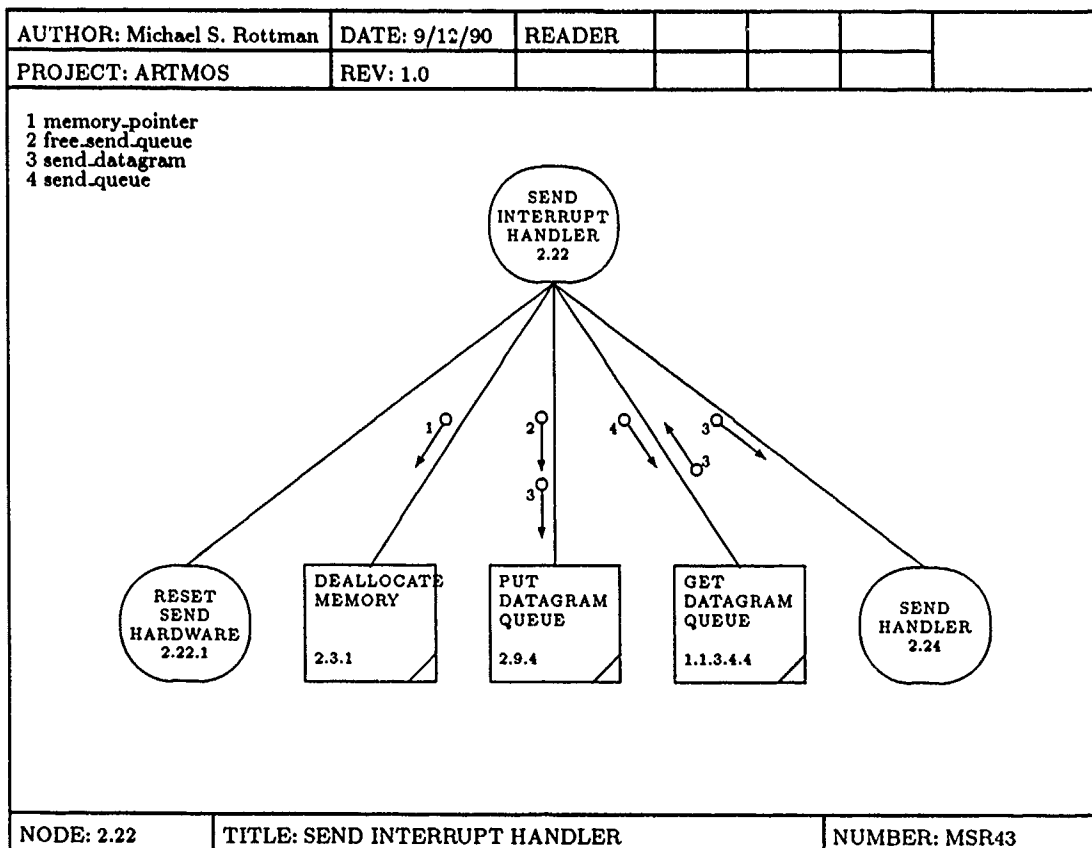 AUTHOR: Michael S. Rottman DATE: 9/12/90 READER
PROJECT: ARTMOS REV: 1.0
1 memory_pointer
2 free_send_queue
3 send_datagram
4 send_queue
SEND
INTERRUPT
HANDLER
2.22
1
2
4
3
3
3
RESET
SEND
HARDWARE
2.22.1
DEALLOCATE
MEMORY
2.3.1
PUT
DATAGRAM
QUEUE
2.9.4
GET
DATAGRAM
QUEUE
1.1.3.4.4
SEND
HANDLER
2.24
NODE: 2.22 TITLE: SEND INTERRUPT HANDLER NUMBER: MSR43